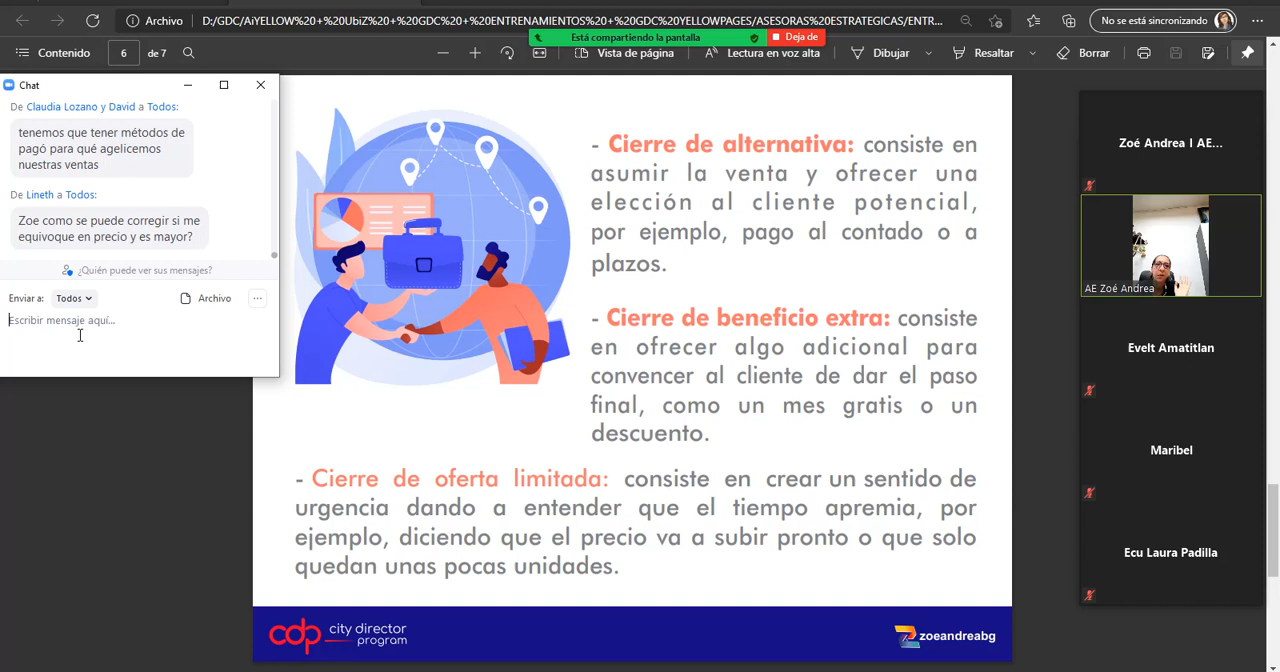 Archivo
D:/GDC/AiYELLOW%20+%20UbiZ%20+%20GDC%20+%20ENTRENAMIENTOS%20+%20GDC%20YELLOWPAGES/ASESORAS%20ESTRATEGICAS/ENTR...
No se está sincronizando
Está compartiendo la pantalla
Deja de
Contenido
6
de 7
Vista de página
Lectura en voz alta
Dibujar
Resaltar
Borrar
Chat
De Claudia Lozano y David a Todos:
tenemos que tener métodos de
pagó para qué agelicemos
nuestras ventas
De Lineth a Todos:
Zoe como se puede corregir si me
equivoque en precio y es mayor?
¿Quién puede ver sus mensajes?
Enviar a: Todos
Archivo
Escribir mensaje aquí...
- Cierre de alternativa: consiste en
asumir la venta y ofrecer una
elección al cliente potencial,
por ejemplo, pago al contado o a
plazos.
- Cierre de beneficio extra: consiste
en ofrecer algo adicional para
convencer al cliente de dar el paso
final, como un mes gratis o un
descuento.
- Cierre de oferta limitada: consiste en crear un sentido de
urgencia dando a entender que el tiempo apremia, por
ejemplo, diciendo que el precio va a subir pronto o que solo
quedan unas pocas unidades.
cdp city director
program
zoeandreabg
Zoé Andrea I AE...
AE Zoé Andrea
Evelt Amatitlan
Maribel
Ecu Laura Padilla